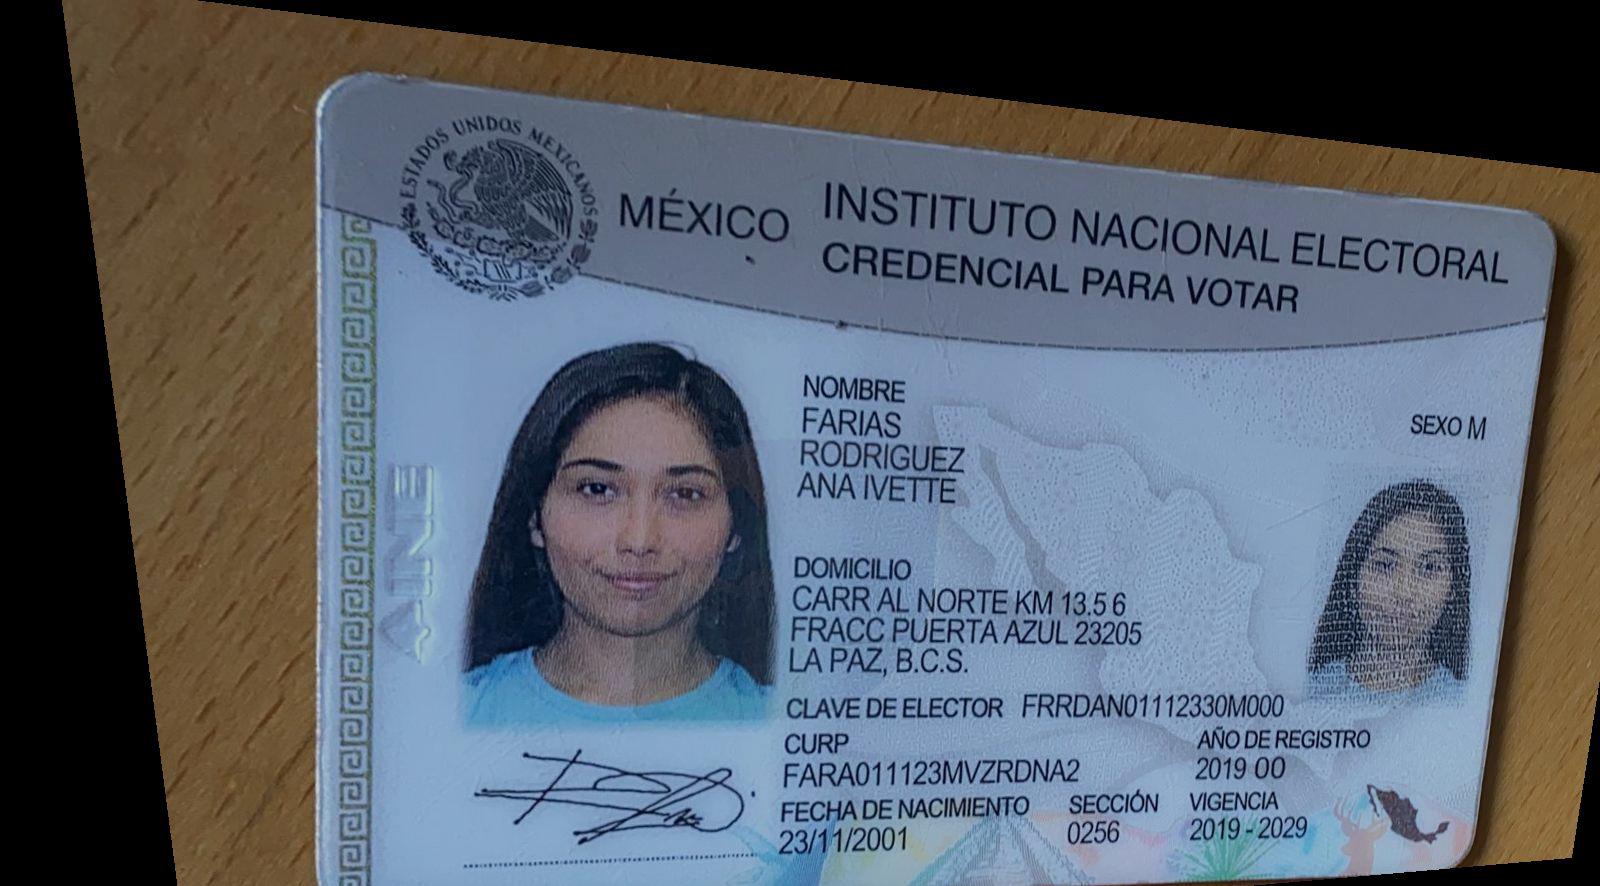 ESTADOS UNIDOS MEXICANOS
MÉXICO
INSTITUTO NACIONAL ELECTORAL
CREDENCIAL PARA VOTAR
NOMBRE
FARIAS
RODRIGUEZ
ANA IVETTE
SEXO M
DOMICILIO
CARR AL NORTE KM 13.5 6
FRACC PUERTA AZUL 23205
LA PAZ, B.C.S.
CLAVE DE ELECTOR FRRDAN01112330M000
CURP
FARA011123MVZRDNA2
AÑO DE REGISTRO
2019 00
FECHA DE NACIMIENTO
23/11/2001
SECCIÓN
0256
VIGENCIA
2019 - 2029
INE